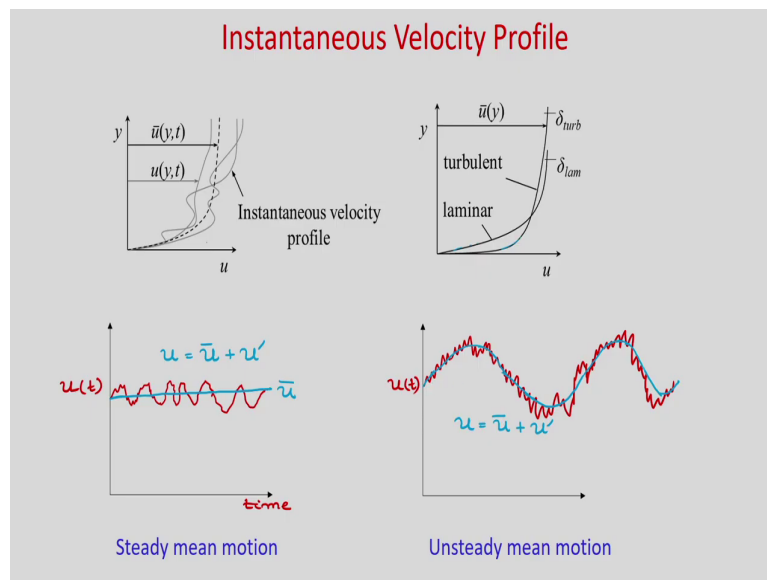 Instantaneous Velocity Profile
y
ū(y,t)
u(y,t)
Instantaneous velocity
profile
u
y
ū(y)
δturb
turbulent
δlam
laminar
u
u = ū + u′
u(t)
ū
time
Steady mean motion
u(t)
u = ū + u′
Unsteady mean motion